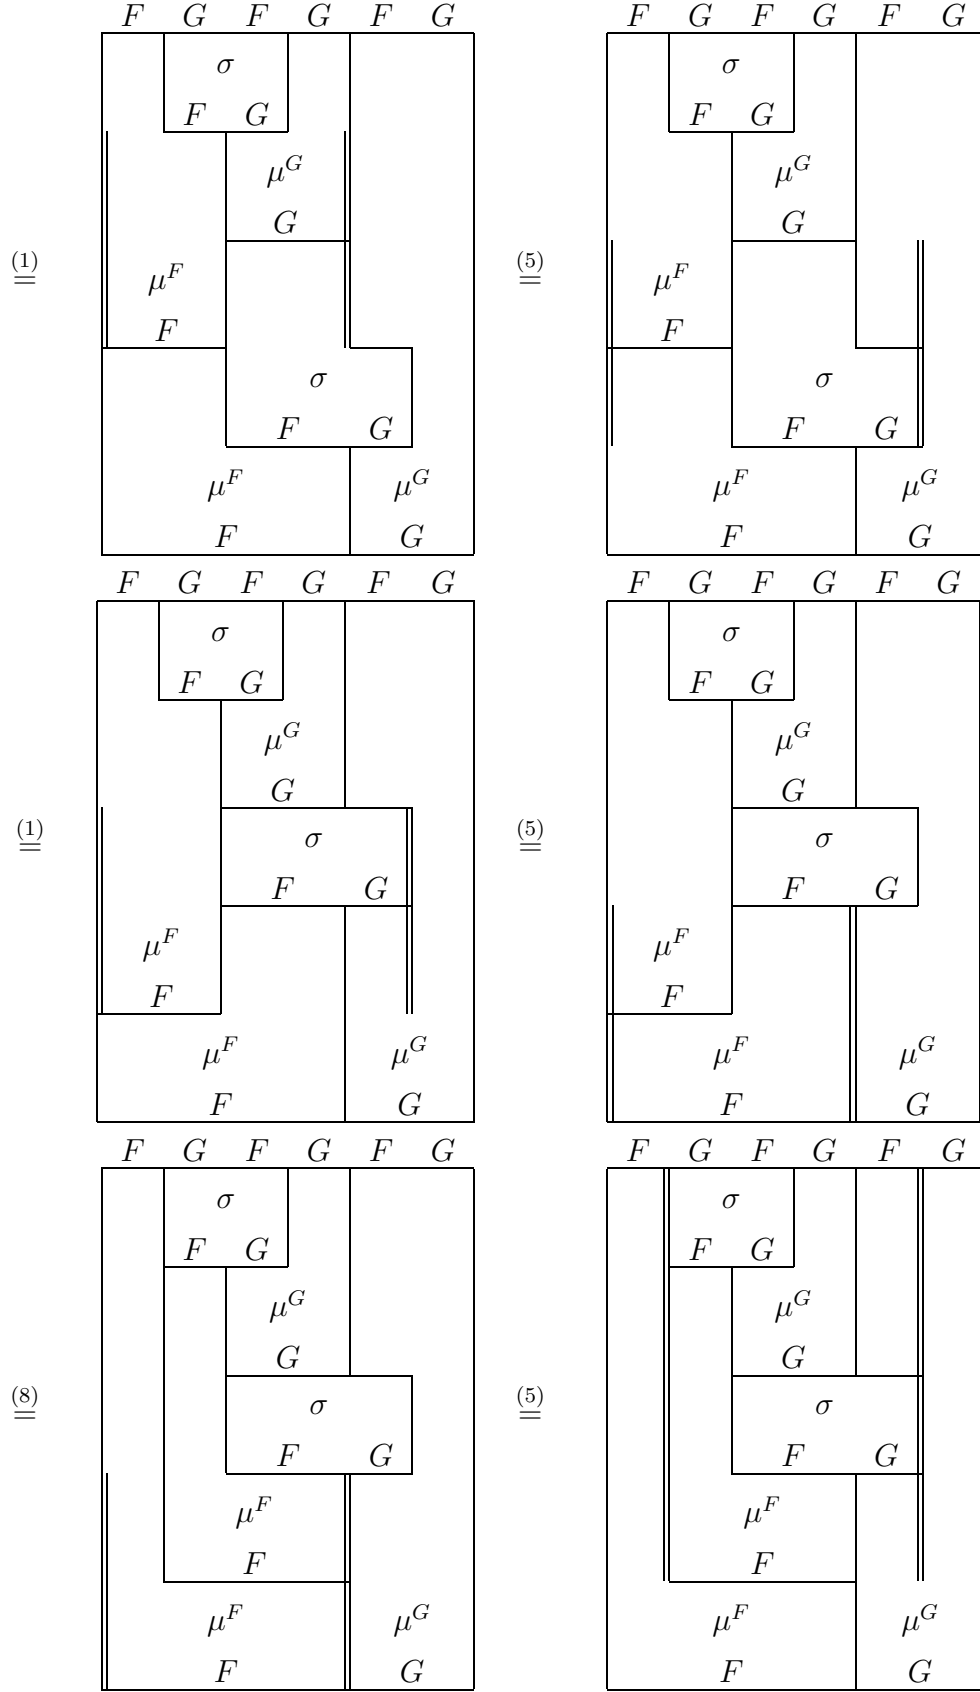 F G F G F G F G F G F G
σ σ
F G F G
μ^G μ^G
G G
(1) = μ^F (5) = μ^F
F F
σ σ
F G F G
μ^F μ^G μ^F μ^G
F G F G
F G F G F G F G F G F G
σ σ
F G F G
μ^G μ^G
G G
(1) = σ (5) = σ
F G F G
μ^F μ^F
F F
μ^F μ^G μ^F μ^G
F G F G
F G F G F G F G F G F G
σ σ
F G F G
μ^G μ^G
G G
(8) = σ (5) = σ
F G F G
μ^F μ^F
F F
μ^F μ^G μ^F μ^G
F G F G